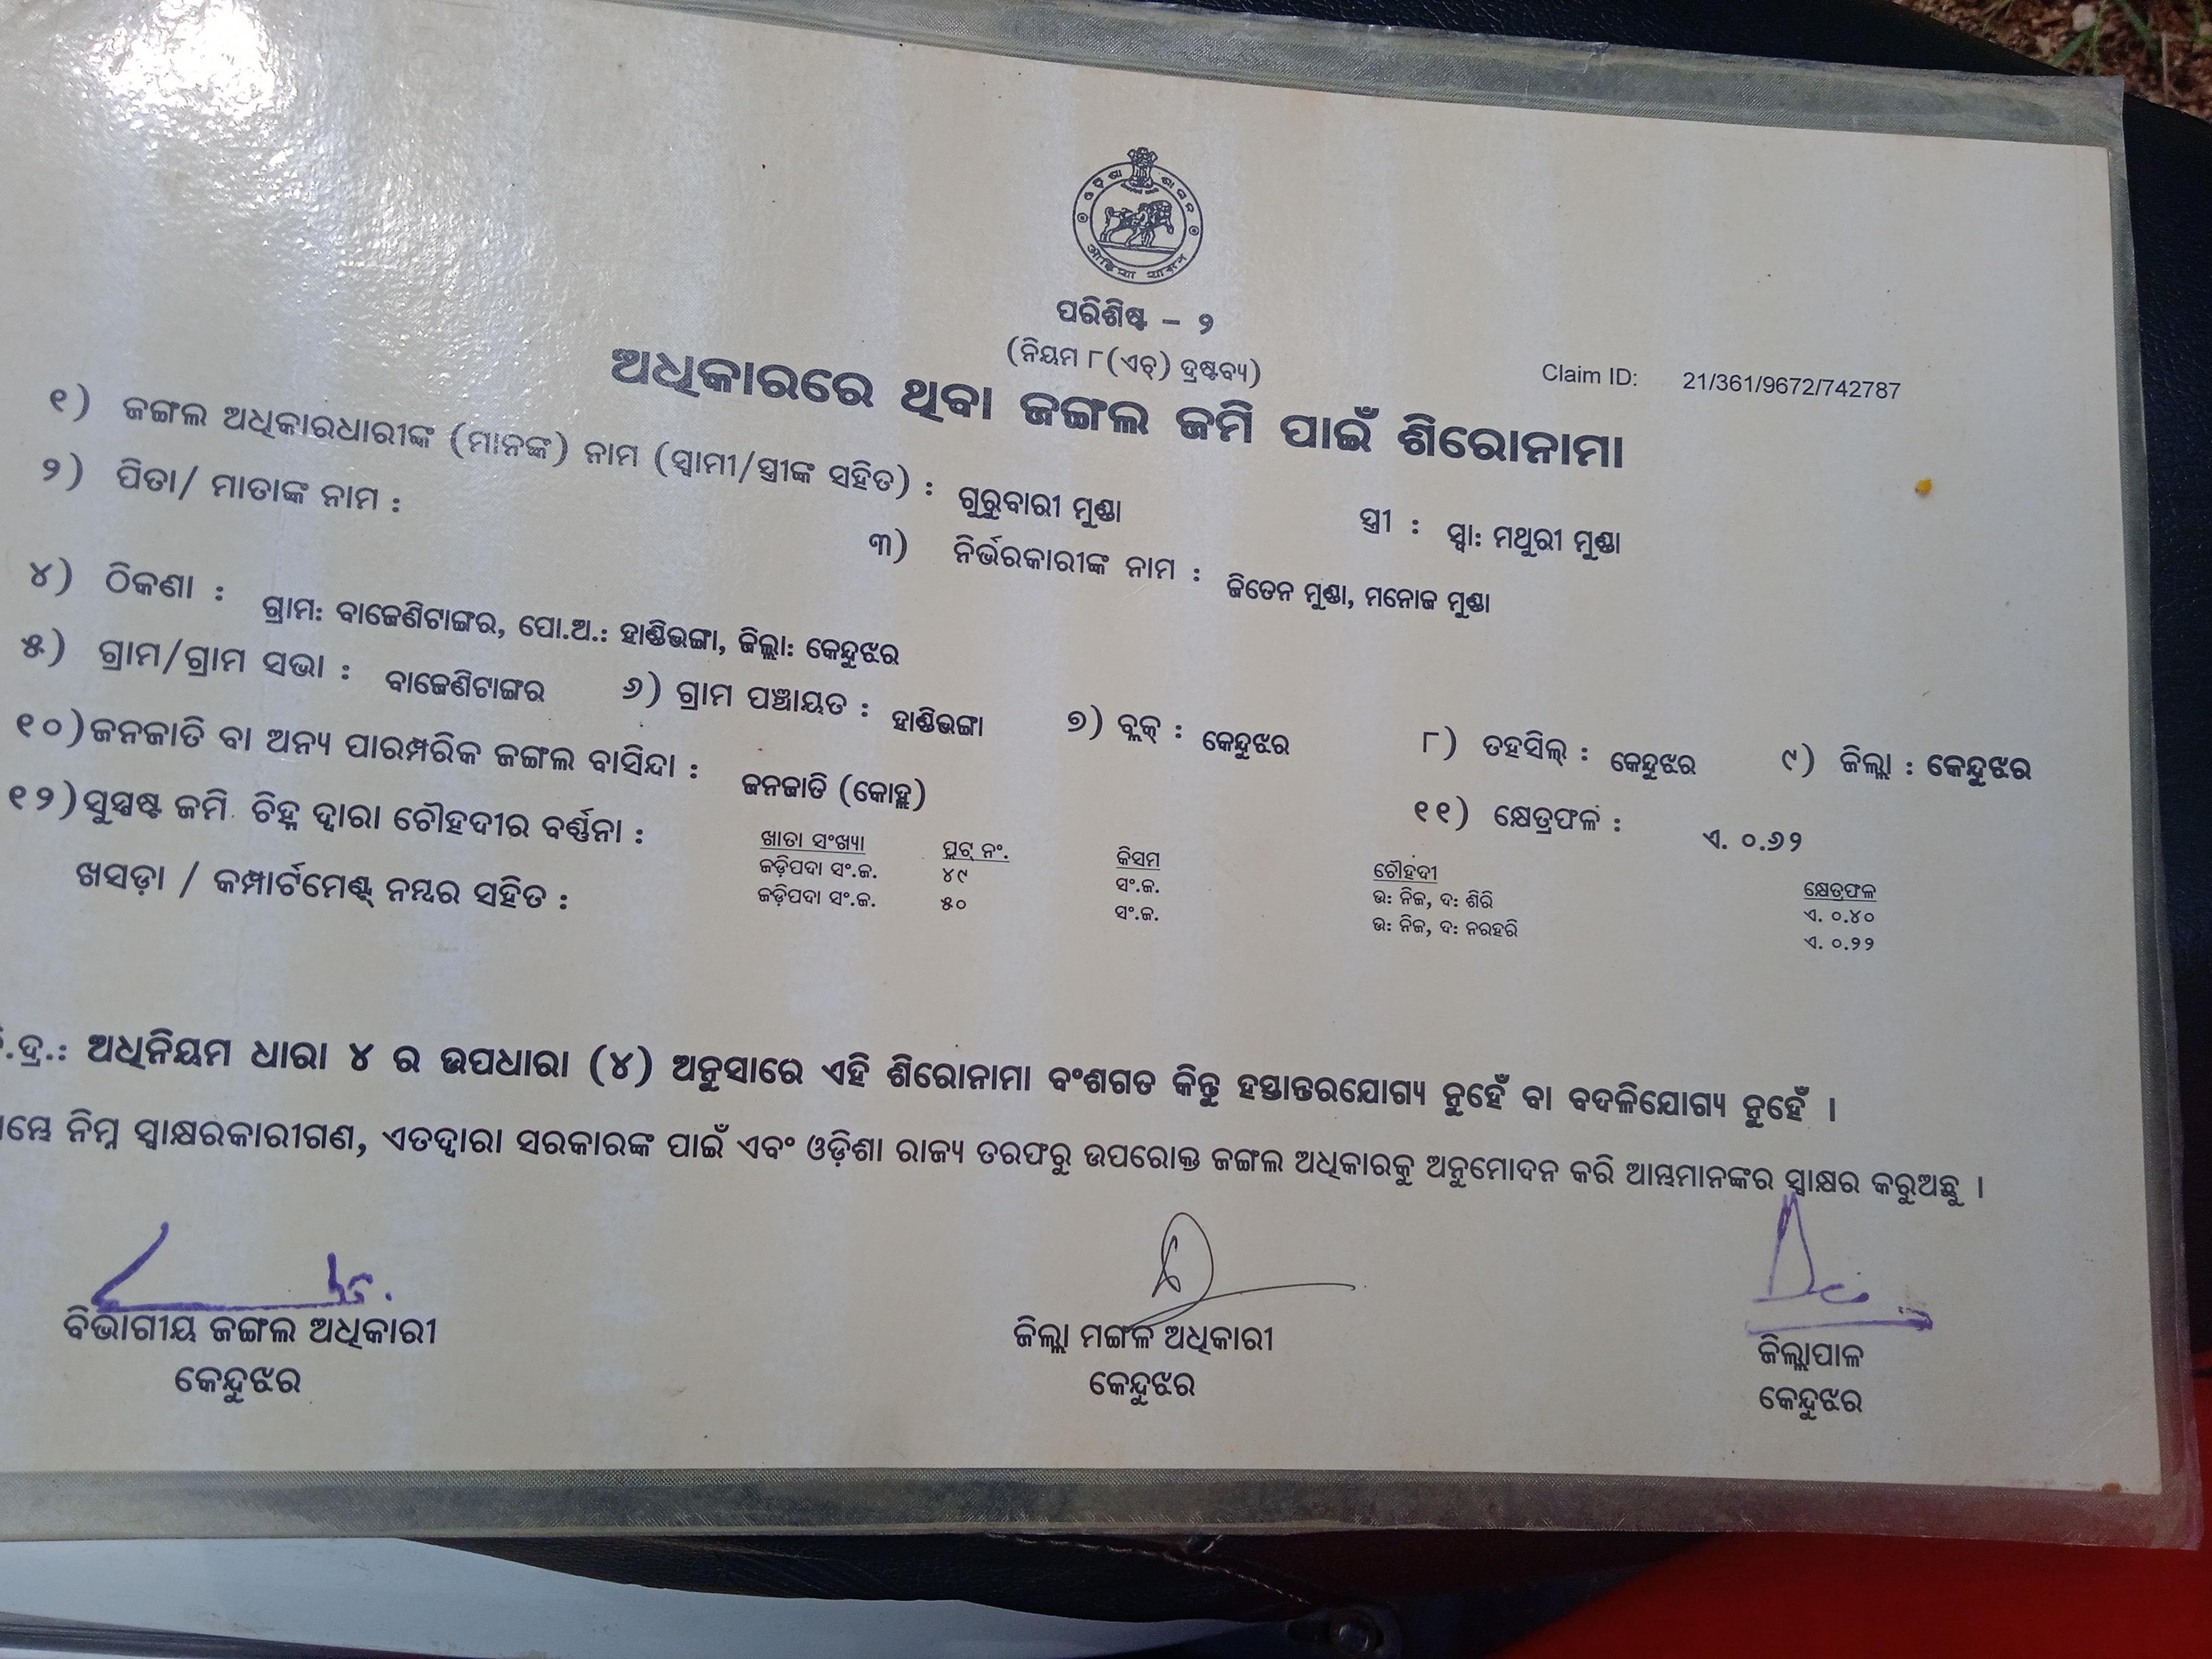 ଓଡ଼ିଶା ଶାସନ
ओड़िशा शासन
ପରିଶିଷ୍ଟ – ୨
(ନିୟମ ୮(ଏଚ୍) ଦ୍ରଷ୍ଟବ୍ୟ)
Claim ID: 21/361/9672/742787
ଅଧିକାରରେ ଥିବା ଜଙ୍ଗଲ ଜମି ପାଇଁ ଶିରୋନାମା
୧) ଜଙ୍ଗଲ ଅଧିକାରଧାରୀଙ୍କ (ମାନଙ୍କ) ନାମ (ସ୍ୱାମୀ/ସ୍ତ୍ରୀଙ୍କ ସହିତ) : ଗୁରୁବାରୀ ମୁଣ୍ଡା ସ୍ତ୍ରୀ : ସ୍ୱା: ମଥୁରୀ ମୁଣ୍ଡା
୨) ପିତା/ ମାତାଙ୍କ ନାମ : ୩) ନିର୍ଭରକାରୀଙ୍କ ନାମ : ଜିତେନ ମୁଣ୍ଡା, ମନୋଜ ମୁଣ୍ଡା
୪) ଠିକଣା : ଗ୍ରାମ: ବାଜେଣିଟାଙ୍ଗର, ପୋ.ଅ.: ହାଣ୍ଡିଭଙ୍ଗା, ଜିଲ୍ଲା: କେନ୍ଦୁଝର
୫) ଗ୍ରାମ/ଗ୍ରାମ ସଭା : ବାଜେଣିଟାଙ୍ଗର ୬) ଗ୍ରାମ ପଞ୍ଚାୟତ : ହାଣ୍ଡିଭଙ୍ଗା ୭) ବ୍ଲକ୍ : କେନ୍ଦୁଝର ୮) ତହସିଲ୍ : କେନ୍ଦୁଝର ୯) ଜିଲ୍ଲା : କେନ୍ଦୁଝର
୧୦)ଜନଜାତି ବା ଅନ୍ୟ ପାରମ୍ପରିକ ଜଙ୍ଗଲ ବାସିନ୍ଦା : ଜନଜାତି (କୋହ୍ଲ) ୧୧) କ୍ଷେତ୍ରଫଳ : ଏ. ୦.୬୨
୧୨)ସୁସ୍ପଷ୍ଟ ଜମି ଚିହ୍ନ ଦ୍ୱାରା ଚୌହଦୀର ବର୍ଣ୍ଣନା :
ଖସଡ଼ା / କମ୍ପାର୍ଟମେଣ୍ଟ୍ ନମ୍ବର ସହିତ :
ଖାତା ସଂଖ୍ୟା ପ୍ଲଟ୍ ନଂ. କିସମ ଚୌହଦୀ କ୍ଷେତ୍ରଫଳ
ଜଡ଼ିପଦା ସଂ.ଜ. ୪୯ ସଂ.ଜ. ଉ: ନିଜ, ଦ: ଶିରି ଏ. ୦.୪୦
ଜଡ଼ିପଦା ସଂ.ଜ. ୫୦ ସଂ.ଜ. ଉ: ନିଜ, ଦ: ନରହରି ଏ. ୦.୨୨
.ଦ୍ର.: ଅଧିନିୟମ ଧାରା ୪ ର ଉପଧାରା (୪) ଅନୁସାରେ ଏହି ଶିରୋନାମା ବଂଶଗତ କିନ୍ତୁ ହସ୍ତାନ୍ତରଯୋଗ୍ୟ ନୁହେଁ ବା ବଦଳିଯୋଗ୍ୟ ନୁହେଁ ।
ନିମ୍ନ ସ୍ୱାକ୍ଷରକାରୀଗଣ, ଏତଦ୍ୱାରା ସରକାରଙ୍କ ପାଇଁ ଏବଂ ଓଡ଼ିଶା ରାଜ୍ୟ ତରଫରୁ ଉପରୋକ୍ତ ଜଙ୍ଗଲ ଅଧିକାରକୁ ଅନୁମୋଦନ କରି ଆମ୍ଭମାନଙ୍କର ସ୍ୱାକ୍ଷର କରୁଅଛୁ ।
ବିଭାଗୀୟ ଜଙ୍ଗଲ ଅଧିକାରୀ
କେନ୍ଦୁଝର
ଜିଲ୍ଲା ମଙ୍ଗଳ ଅଧିକାରୀ
କେନ୍ଦୁଝର
ଜିଲ୍ଲାପାଳ
କେନ୍ଦୁଝର